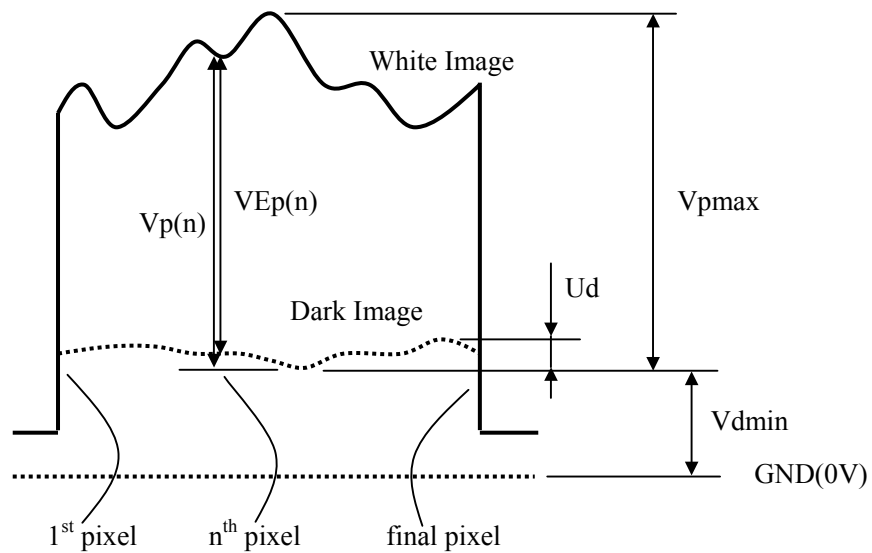 White Image
Vp(n)
VEp(n)
Vpmax
Ud
Dark Image
Vdmin
GND(0V)
1st pixel
nth pixel
final pixel